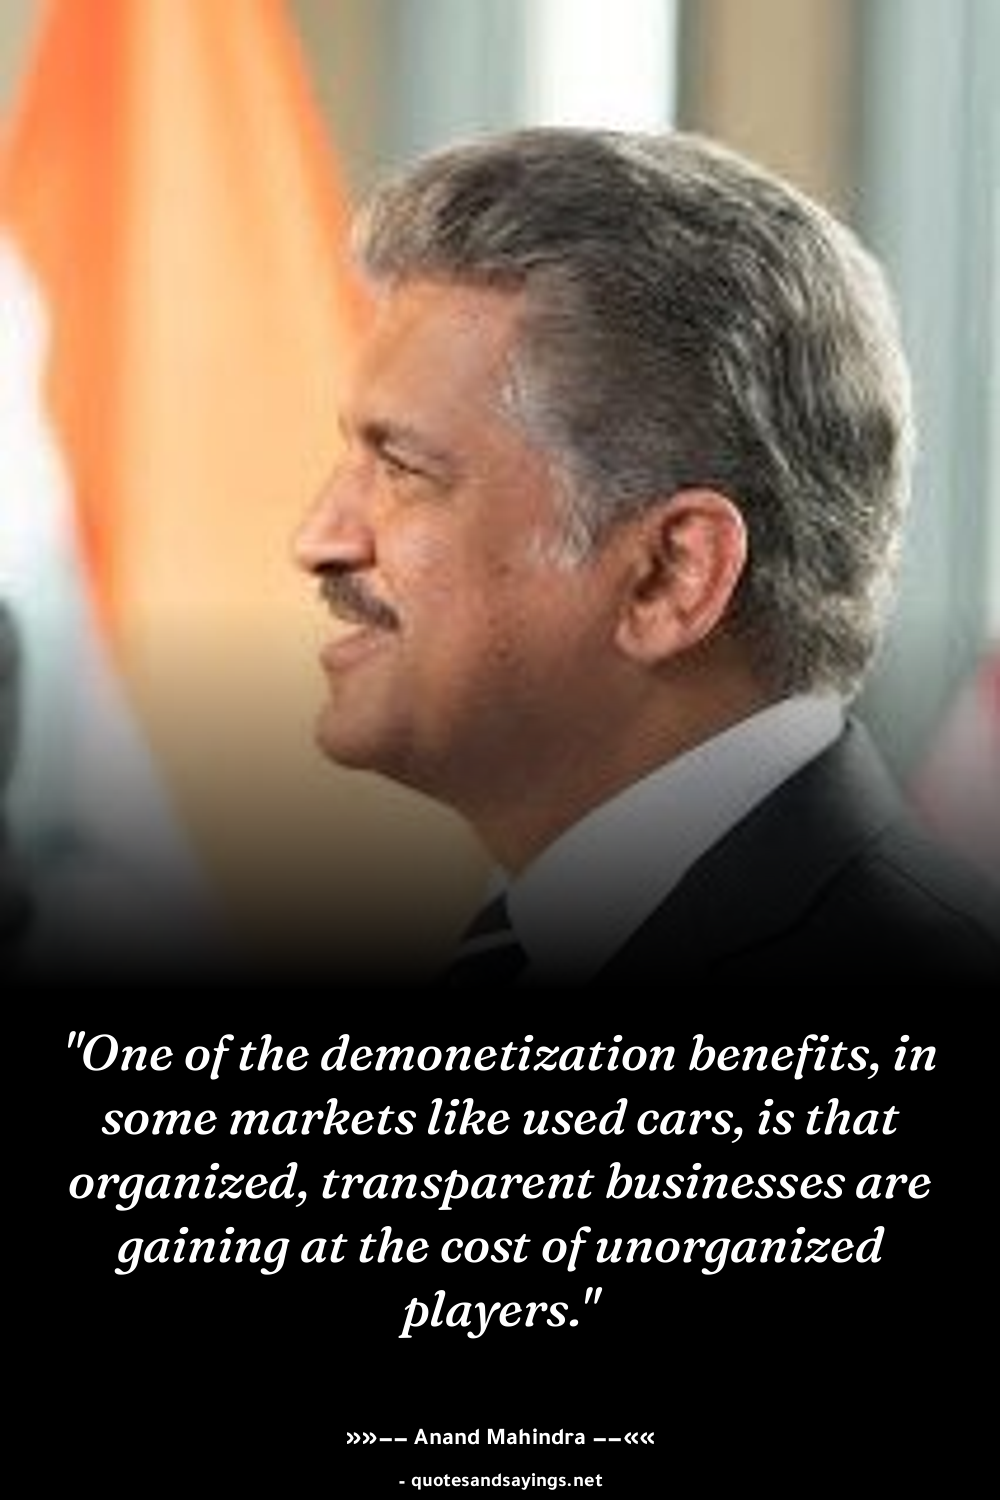 "One of the demonetization benefits, in
some markets like used cars, is that
organized, transparent businesses are
gaining at the cost of unorganized
players."
»»–– Anand Mahindra ––««
- quotesandsayings.net